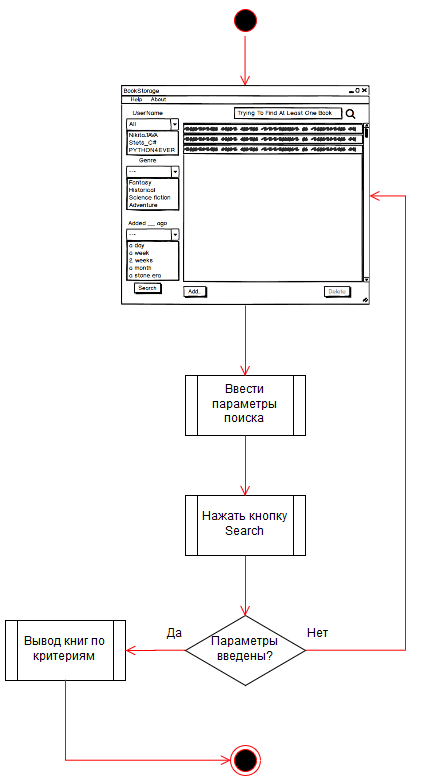 BookStorage
Help About
UserName
All
NikitaJAVA
Stets_C#
PYTHON4EVER
Genre
---
Fantasy
Historical
Science fiction
Adventure
Added __ ago
---
a day
a week
2 weeks
a month
a stone era
Search
Trying To Find At Least One Book
Add..
Delete
Ввести
параметры
поиска
Нажать кнопку
Search
Да
Параметры
введены?
Нет
Вывод книг по
критериям